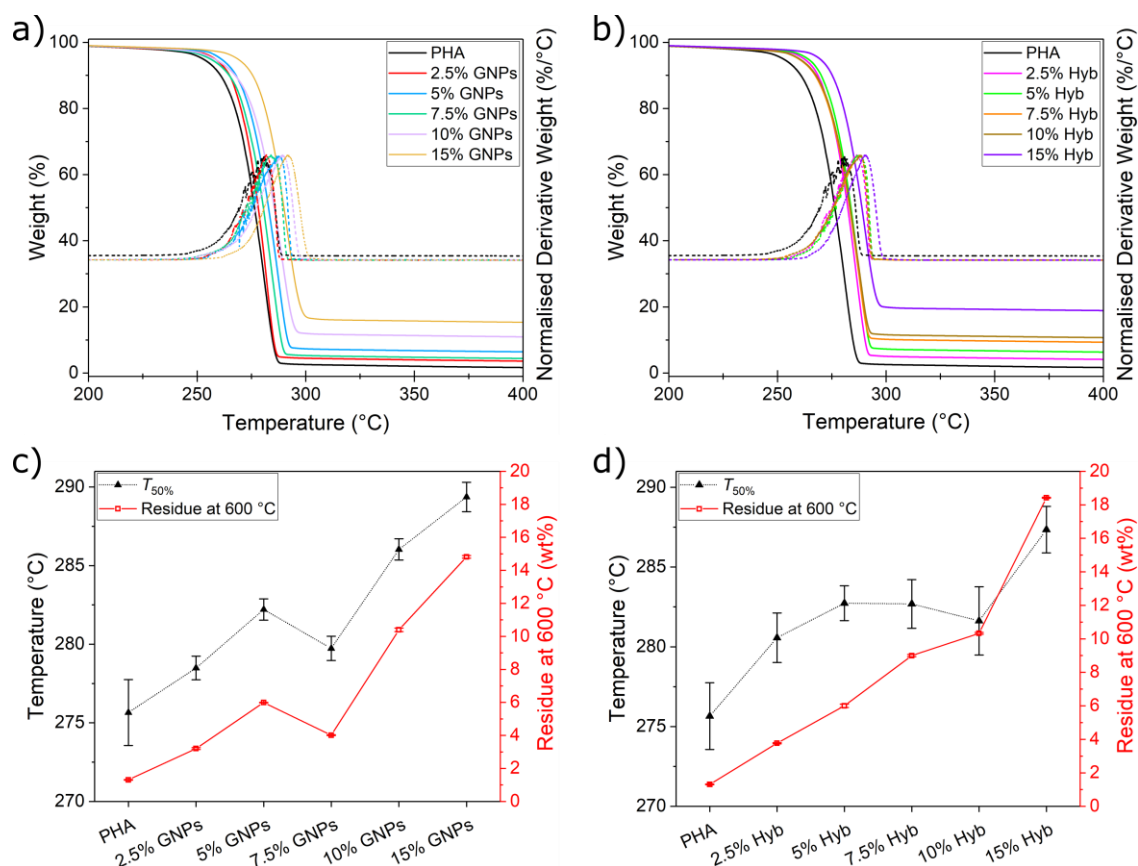 a)
100
80
60
40
20
0
Weight (%)
200
250
300
350
400
Temperature (°C)
Normalised Derivative Weight (%/°C)
PHA
2.5% GNPs
5% GNPs
7.5% GNPs
10% GNPs
15% GNPs
b)
100
80
60
40
20
0
Weight (%)
200
250
300
350
400
Temperature (°C)
Normalised Derivative Weight (%/°C)
PHA
2.5% Hyb
5% Hyb
7.5% Hyb
10% Hyb
15% Hyb
c)
T50%
Residue at 600 °C
290
285
280
275
270
Temperature (°C)
20
18
16
14
12
10
8
6
4
2
0
Residue at 600 °C (wt%)
PHA
2.5% GNPs
5% GNPs
7.5% GNPs
10% GNPs
15% GNPs
d)
T50%
Residue at 600 °C
290
285
280
275
270
Temperature (°C)
20
18
16
14
12
10
8
6
4
2
0
Residue at 600 °C (wt%)
PHA
2.5% Hyb
5% Hyb
7.5% Hyb
10% Hyb
15% Hyb